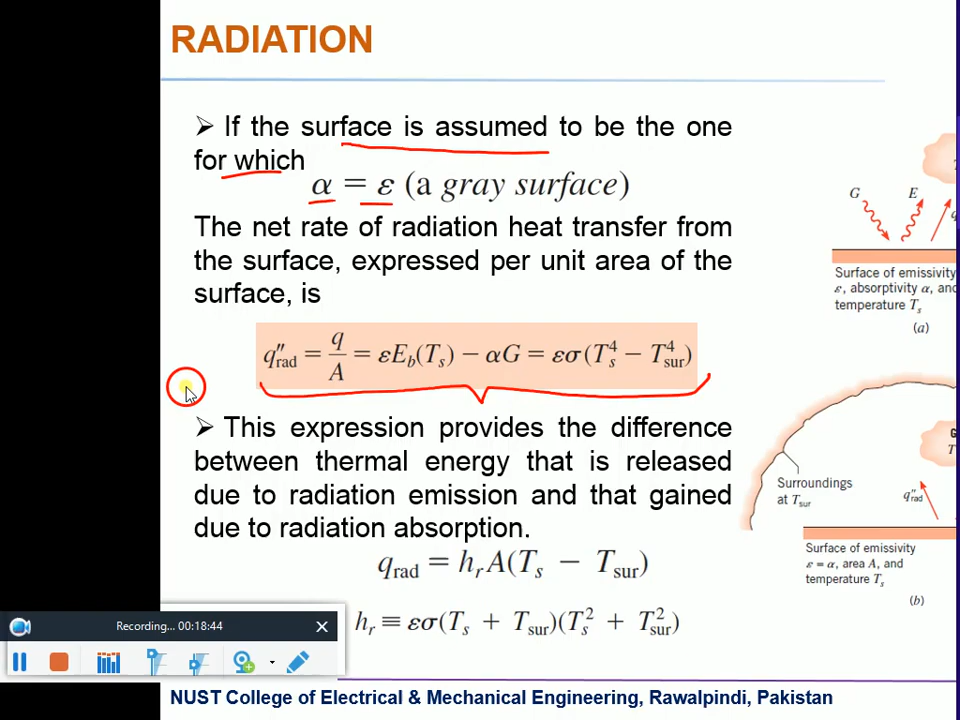 RADIATION
➢ If the surface is assumed to be the one
for which
α = ε (a gray surface)
The net rate of radiation heat transfer from
the surface, expressed per unit area of the
surface, is
q″rad = q/A = εEb(Ts) − αG = εσ(Ts⁴ − Tsur⁴)
➢ This expression provides the difference
between thermal energy that is released
due to radiation emission and that gained
due to radiation absorption.
qrad = hrA(Ts − Tsur)
hr ≡ εσ(Ts + Tsur)(Ts² + Tsur²)
G E
Surface of emissivity
ε, absorptivity α, and
temperature Ts
(a)
Surroundings
at Tsur
q″rad
Surface of emissivity
ε = α, area A, and
temperature Ts
(b)
Recording... 00:18:44
NUST College of Electrical & Mechanical Engineering, Rawalpindi, Pakistan